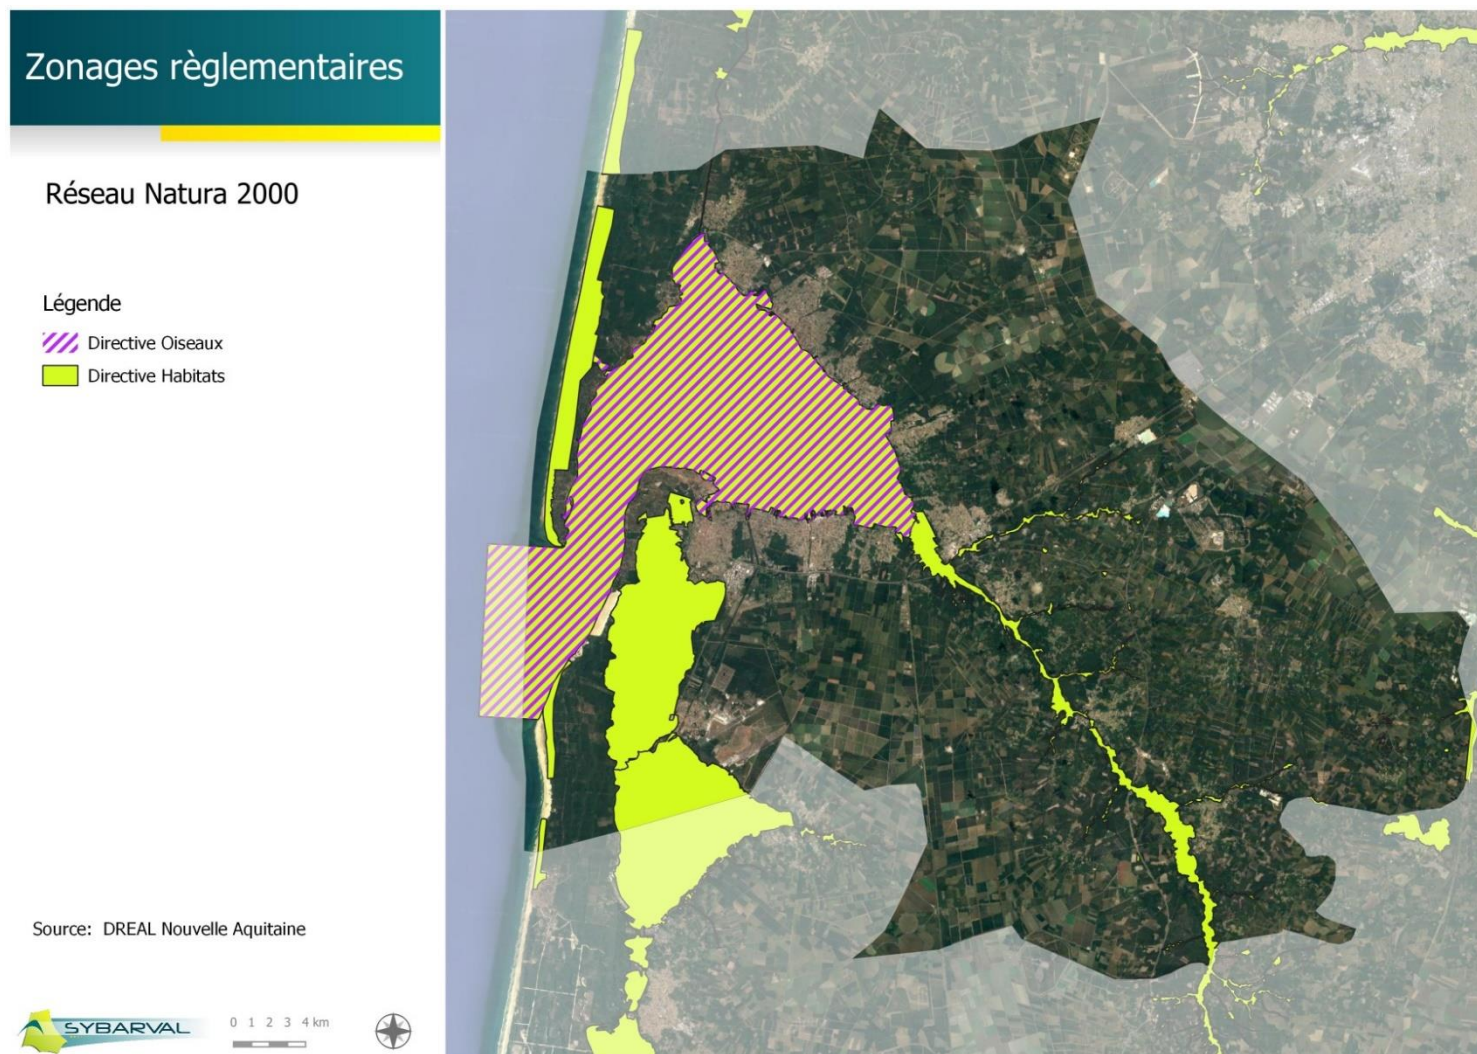 Zonages règlementaires
Réseau Natura 2000
Légende
Directive Oiseaux
Directive Habitats
Source: DREAL Nouvelle Aquitaine
SYBARVAL
0 1 2 3 4 km